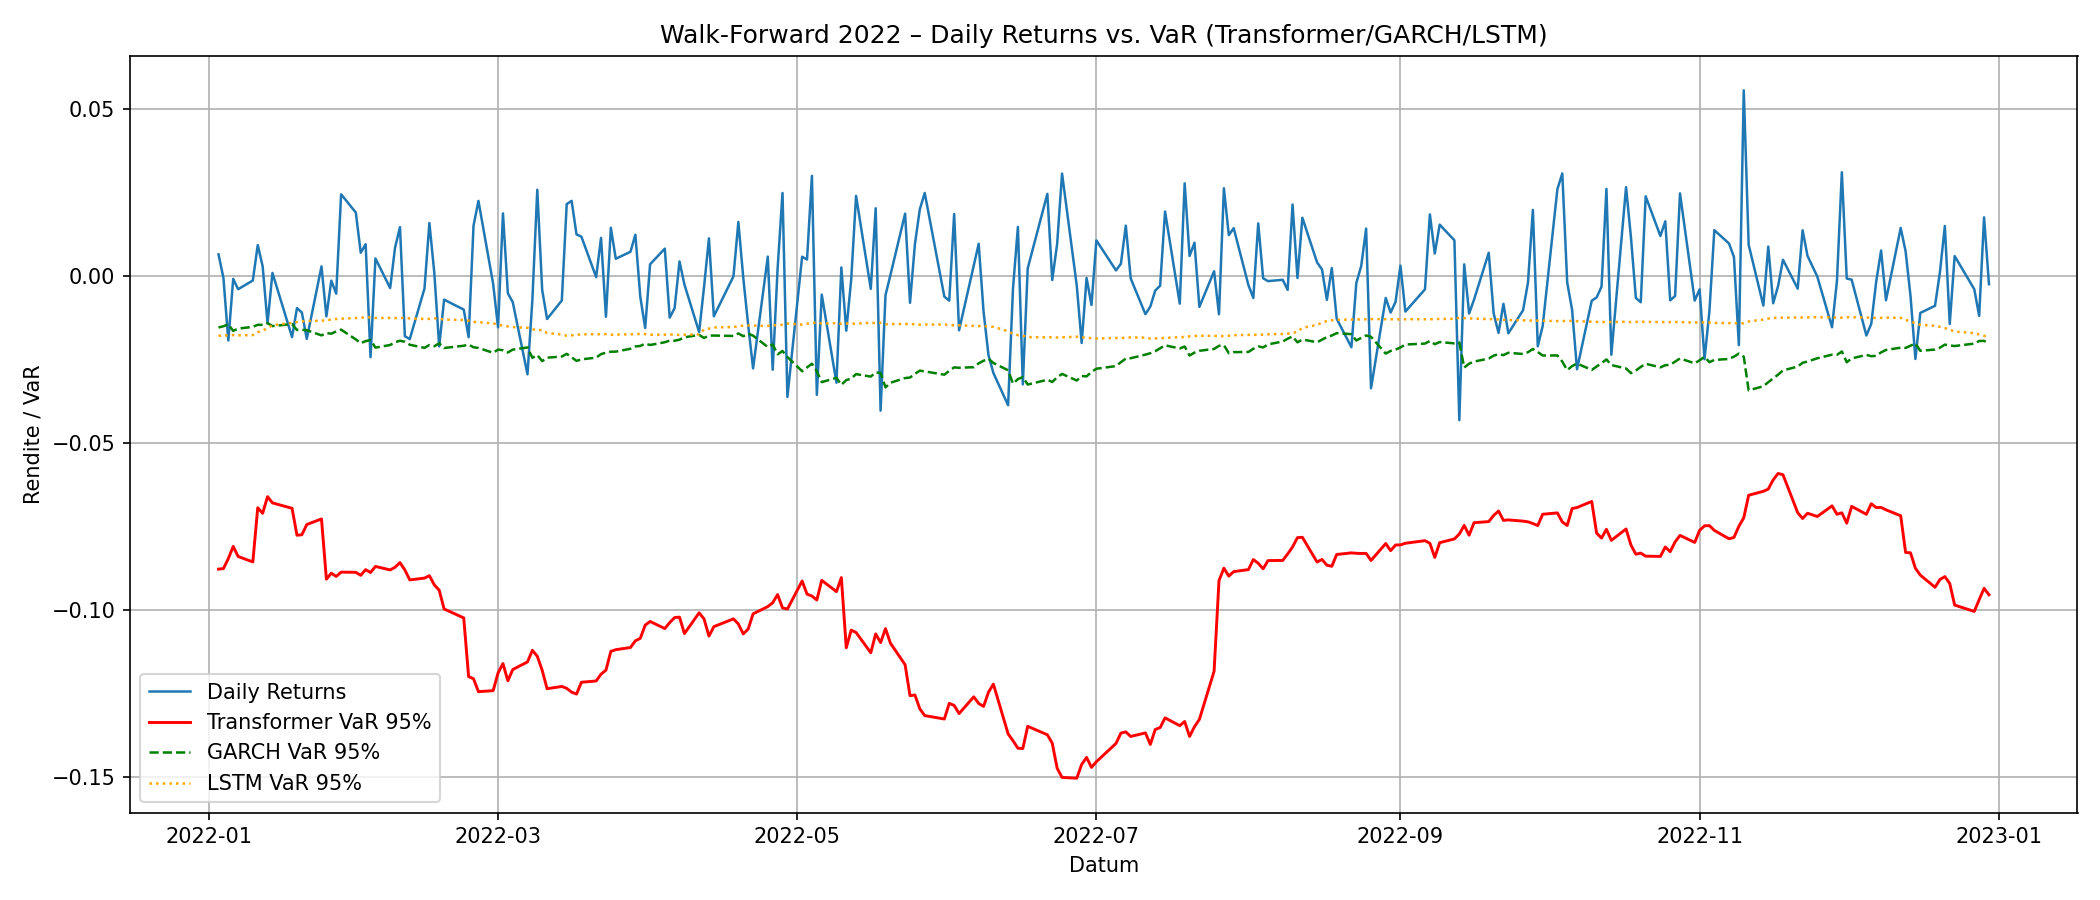 Walk-Forward 2022 – Daily Returns vs. VaR (Transformer/GARCH/LSTM)
Rendite / VaR
0.05
0.00
−0.05
−0.10
−0.15
Daily Returns
Transformer VaR 95%
GARCH VaR 95%
LSTM VaR 95%
2022-01 2022-03 2022-05 2022-07 2022-09 2022-11 2023-01
Datum